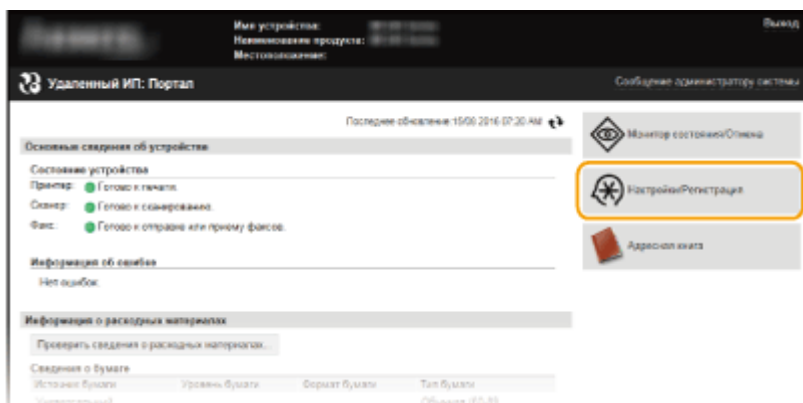 Имя устройства:
Наименование продукта:
Местоположение:
Выход
Удаленный ИП: Портал
Сообщение администратору системы
Последнее обновление:15/08 2016 07:20 AM
Основные сведения об устройстве
Состояние устройства
Принтер: Готово к печати.
Сканер: Готово к сканированию.
Факс: Готово к отправке или приему факсов.
Информация об ошибке
Нет ошибок.
Информация о расходных материалах
Проверить сведения о расходных материалах...
Сведения о бумаге
Источник бумаги Уровень бумаги Формат бумаги Тип бумаги
Монитор состояния/Отмена
Настройки/Регистрация
Адресная книга